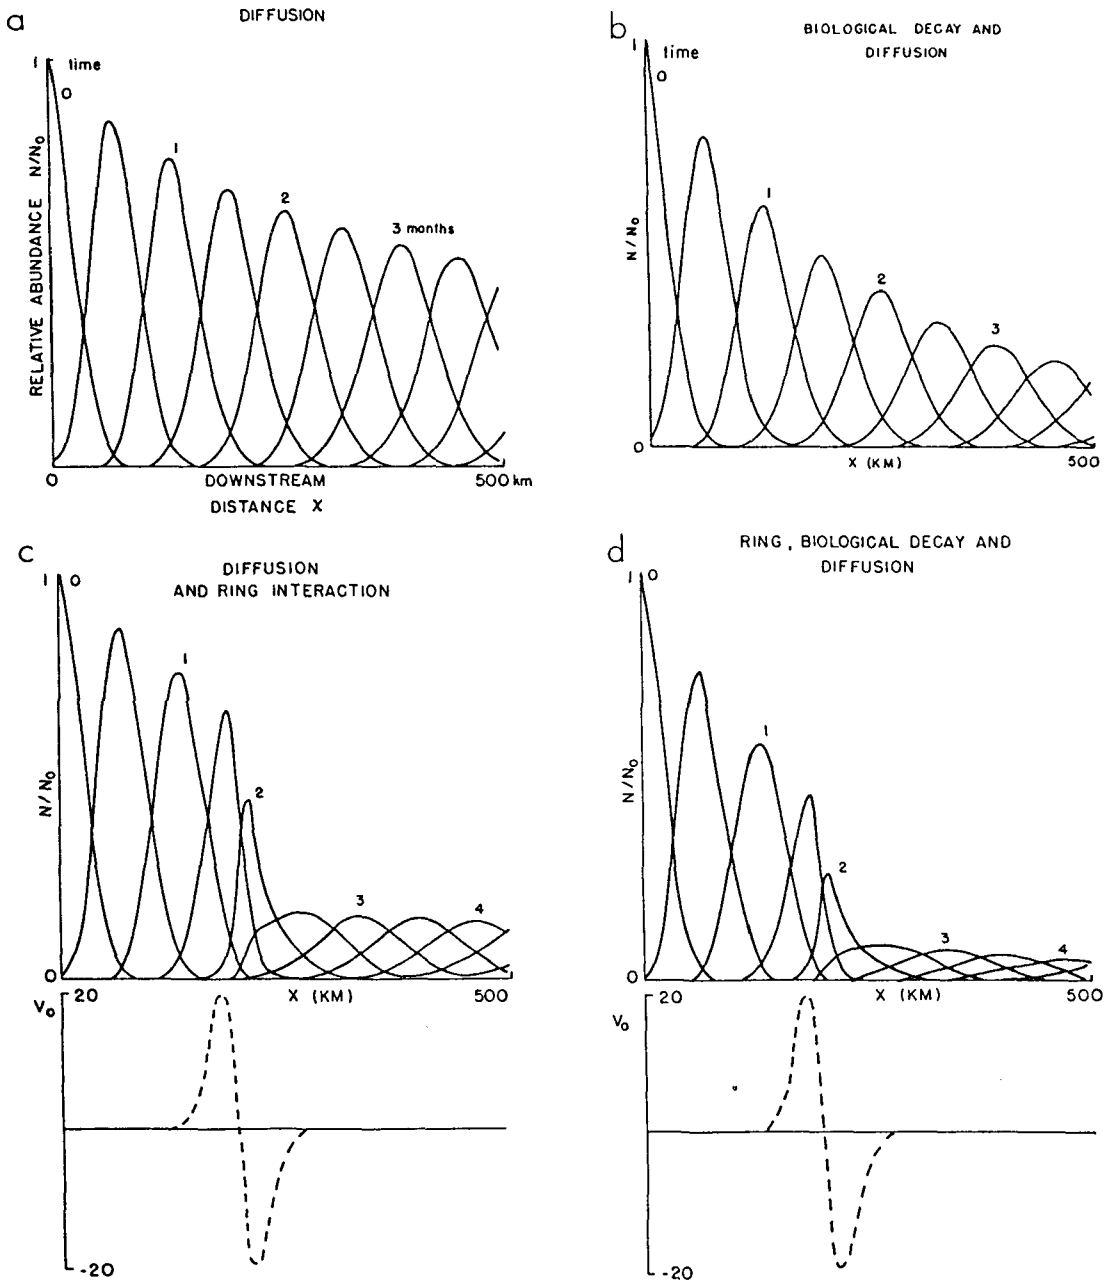 a
DIFFUSION
1 time
0
1
2
3 months
RELATIVE ABUNDANCE N/N₀
0 DOWNSTREAM 500 km
DISTANCE X
b
BIOLOGICAL DECAY AND
DIFFUSION
1 time
0
1
2
3
N/N₀
0 X (KM) 500
c
DIFFUSION
AND RING INTERACTION
1 0
1
2
3
4
N/N₀
0 X (KM) 500
V₀ 20
-20
d
RING, BIOLOGICAL DECAY AND
DIFFUSION
1 0
1
2
3
4
N/N₀
0 X (KM) 500
V₀ 20
-20